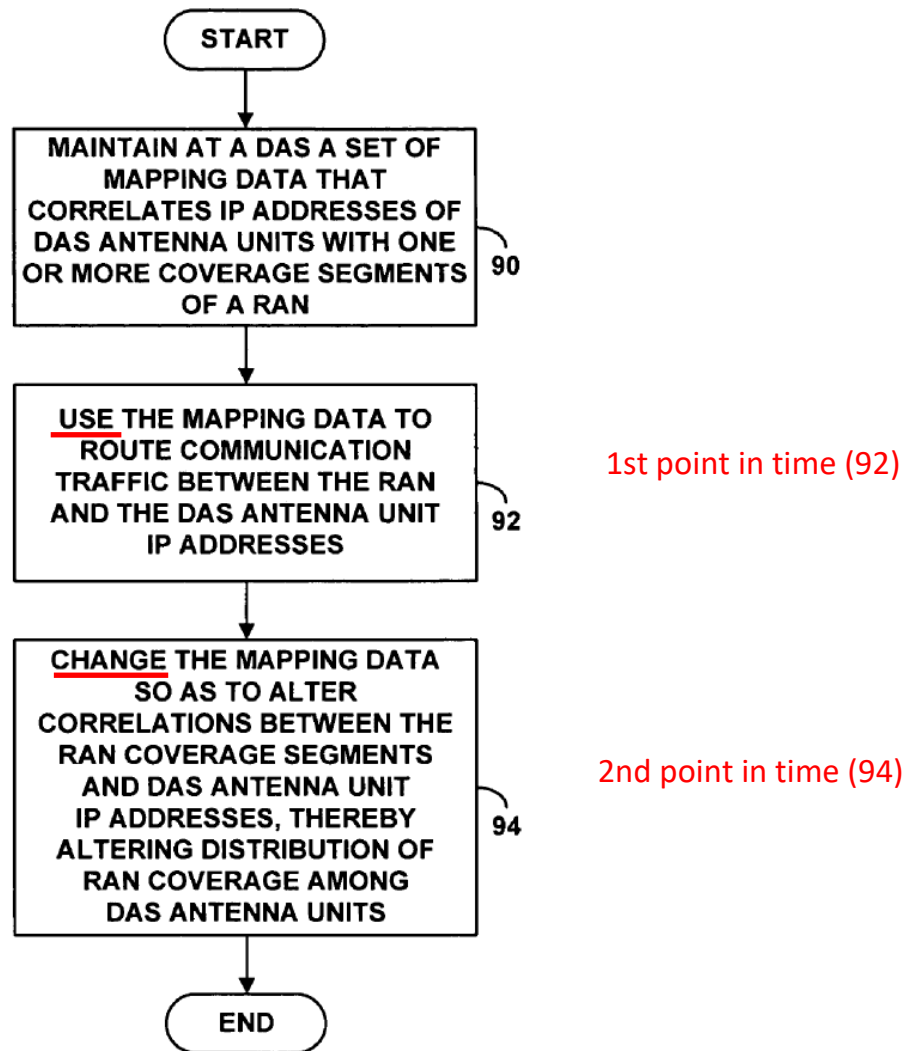 START
MAINTAIN AT A DAS A SET OF
MAPPING DATA THAT
CORRELATES IP ADDRESSES OF
DAS ANTENNA UNITS WITH ONE
OR MORE COVERAGE SEGMENTS
OF A RAN
90
USE THE MAPPING DATA TO
ROUTE COMMUNICATION
TRAFFIC BETWEEN THE RAN
AND THE DAS ANTENNA UNIT
IP ADDRESSES
92
1st point in time (92)
CHANGE THE MAPPING DATA
SO AS TO ALTER
CORRELATIONS BETWEEN THE
RAN COVERAGE SEGMENTS
AND DAS ANTENNA UNIT
IP ADDRESSES, THEREBY
ALTERING DISTRIBUTION OF
RAN COVERAGE AMONG
DAS ANTENNA UNITS
94
2nd point in time (94)
END